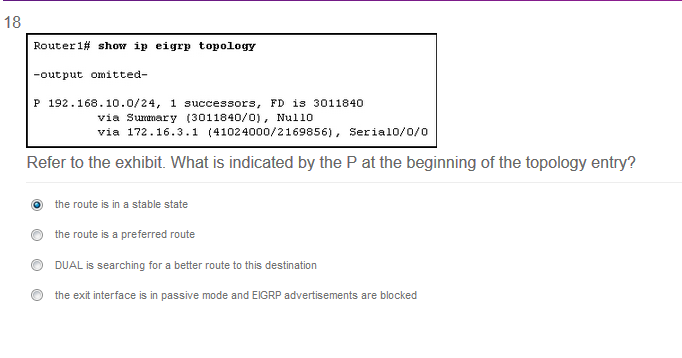 18
Router1# show ip eigrp topology
-output omitted-
P 192.168.10.0/24, 1 successors, FD is 3011840
via Summary (3011840/0), Null0
via 172.16.3.1 (41024000/2169856), Serial0/0/0
Refer to the exhibit. What is indicated by the P at the beginning of the topology entry?
the route is in a stable state
the route is a preferred route
DUAL is searching for a better route to this destination
the exit interface is in passive mode and EIGRP advertisements are blocked